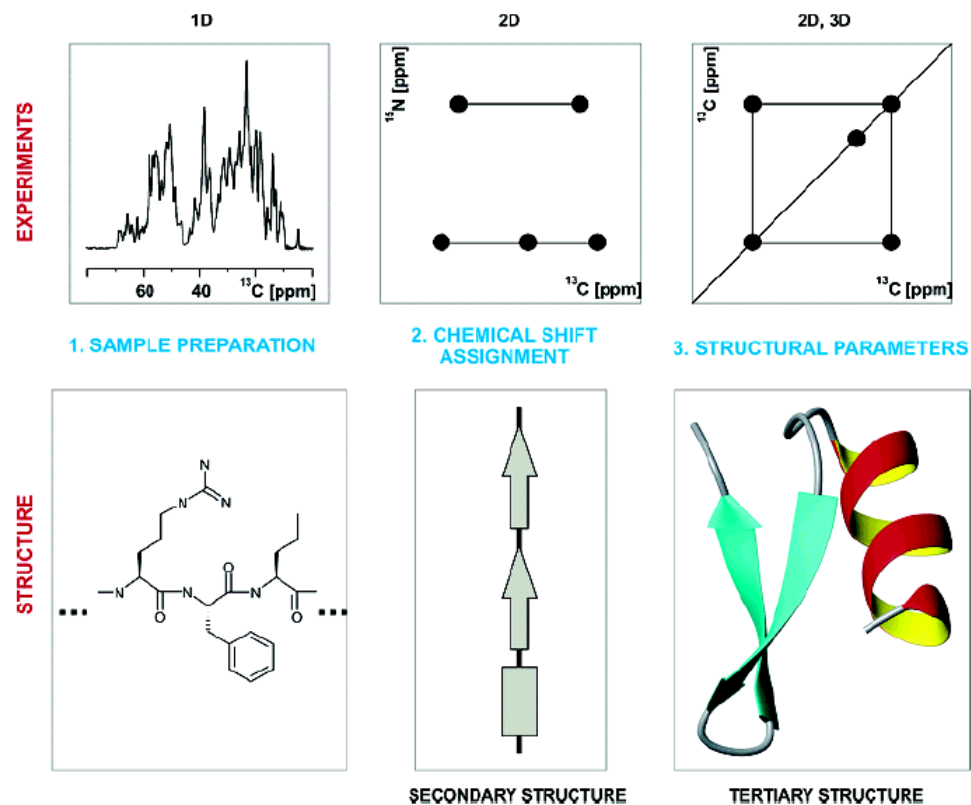 1D
2D
2D, 3D
EXPERIMENTS
60
40
¹³C [ppm]
¹⁵N [ppm]
¹³C [ppm]
¹³C [ppm]
¹³C [ppm]
1. SAMPLE PREPARATION
2. CHEMICAL SHIFT
ASSIGNMENT
3. STRUCTURAL PARAMETERS
STRUCTURE
N
N
N
N
O
N
O
N
O
SECONDARY STRUCTURE
TERTIARY STRUCTURE